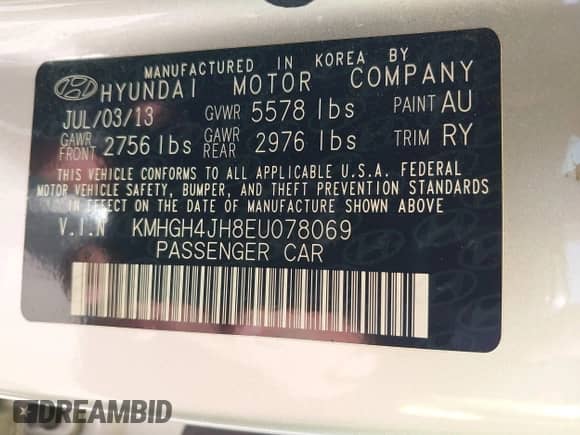 MANUFACTURED IN KOREA BY
HYUNDAI MOTOR COMPANY
JUL/03/13 GVWR 5578 lbs PAINT AU
GAWR FRONT 2756 lbs GAWR REAR 2976 lbs TRIM RY
THIS VEHICLE CONFORMS TO ALL APPLICABLE U.S.A. FEDERAL
MOTOR VEHICLE SAFETY, BUMPER, AND THEFT PREVENTION STANDARDS
IN EFFECT ON THE DATE OF MANUFACTURE SHOWN ABOVE
V.I.N KMHGH4JH8EU078069
PASSENGER CAR
DREAMBID